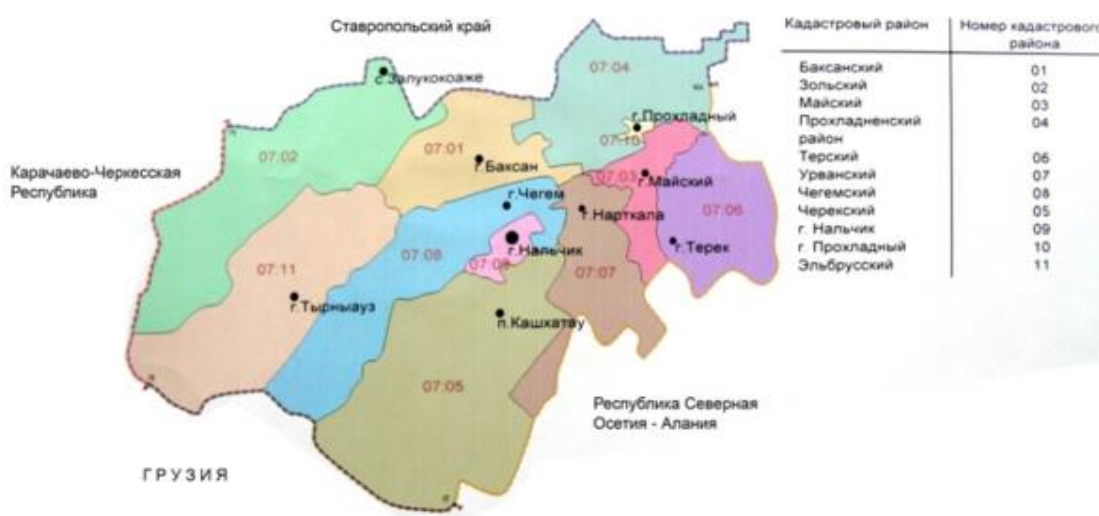 Ставропольский край
Карачаево-Черкесская
Республика
ГРУЗИЯ
Республика Северная
Осетия - Алания
07:04
с.Залукокоаже
г.Прохладный
07:10
07:02
07:01
г.Баксан
07:03
г.Майский
г.Чегем
г.Нарткала
07:06
07:08
г.Нальчик
07:09
г.Терек
07:11
07:07
г.Тырныауз
п.Кашхатау
07:05
Кадастровый район Номер кадастрового
района
Баксанский 01
Зольский 02
Майский 03
Прохладненский 04
район
Терский 06
Урванский 07
Чегемский 08
Черекский 05
г. Нальчик 09
г. Прохладный 10
Эльбрусский 11